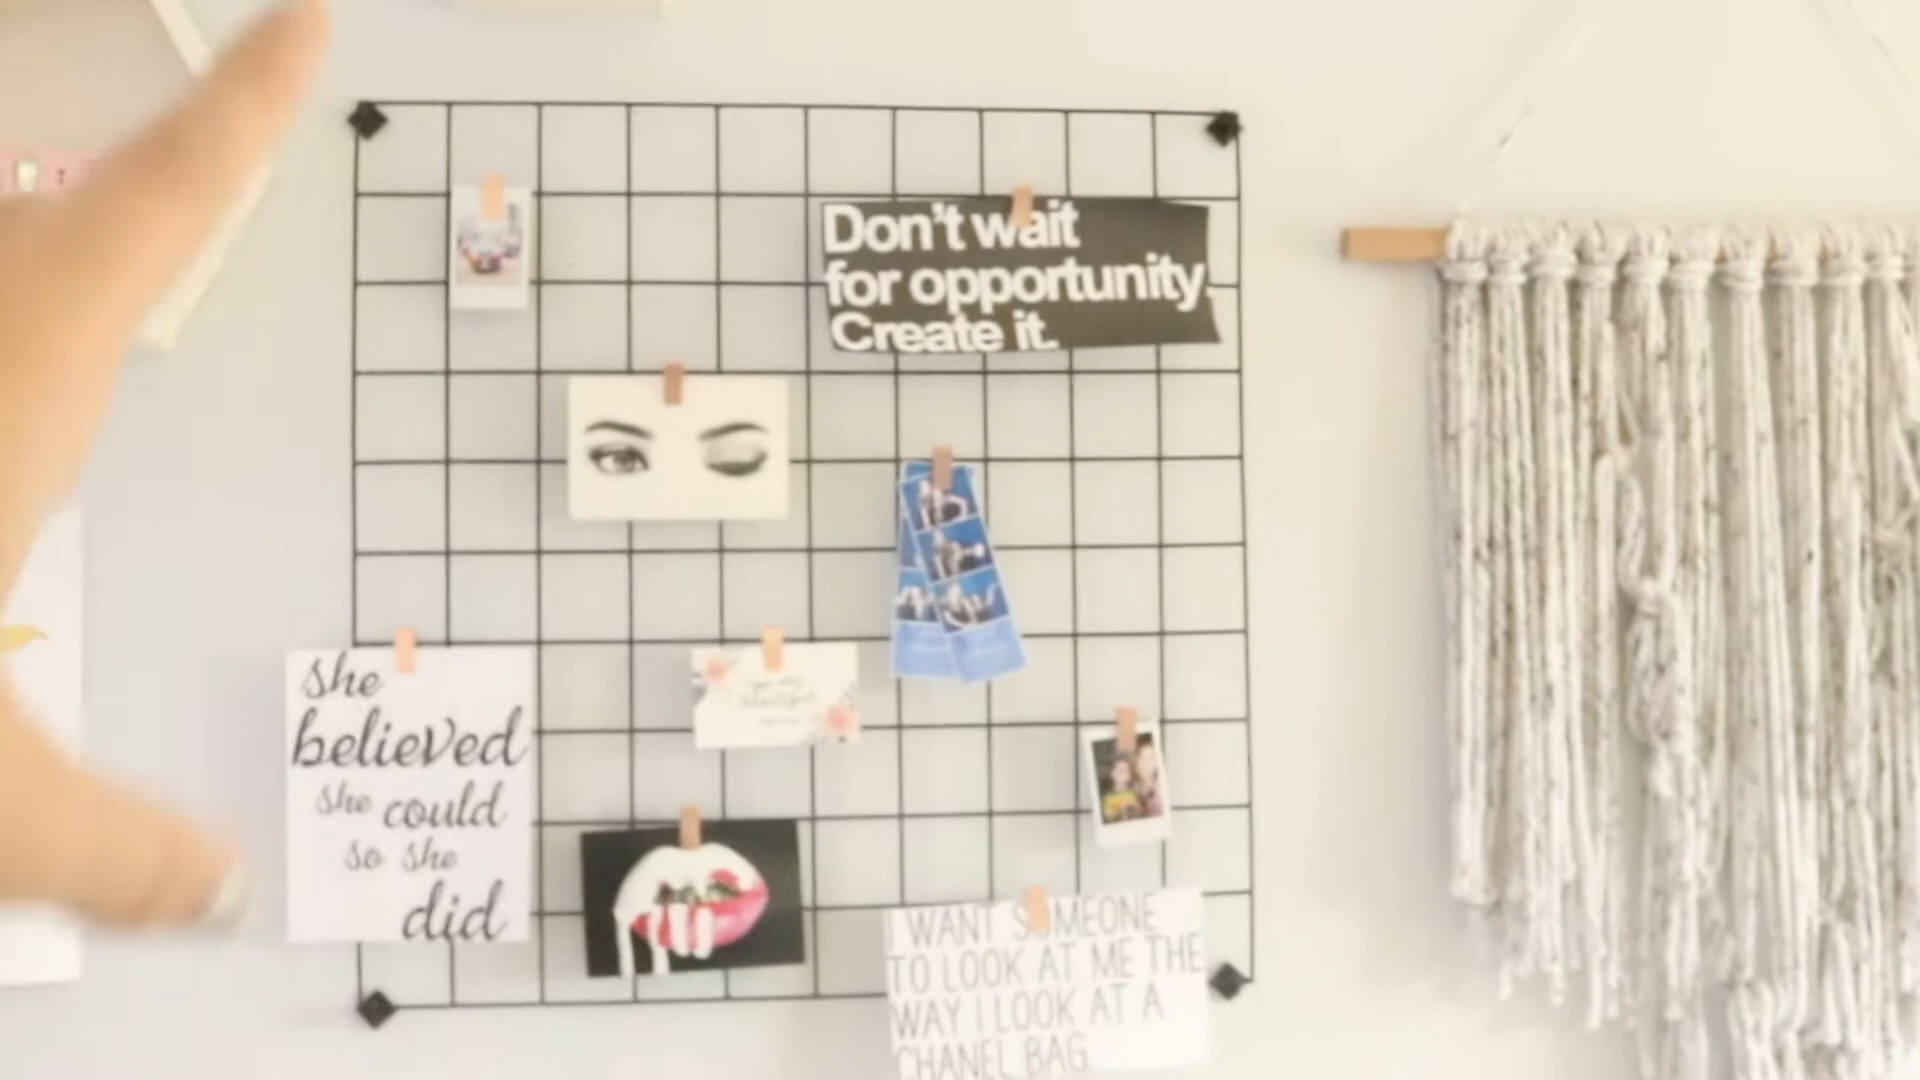 Don't wait
for opportunity.
Create it.
she
believed
she could
so she
did
I WANT SOMEONE
TO LOOK AT ME THE
WAY I LOOK AT A
CHANEL BAG